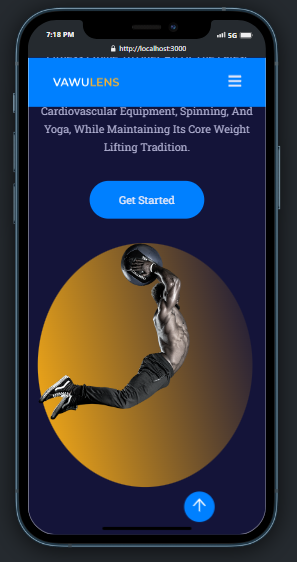 7:18 PM
5G
http://localhost:3000
VAWULENS
Cardiovascular Equipment, Spinning, And
Yoga, While Maintaining Its Core Weight
Lifting Tradition.
Get Started